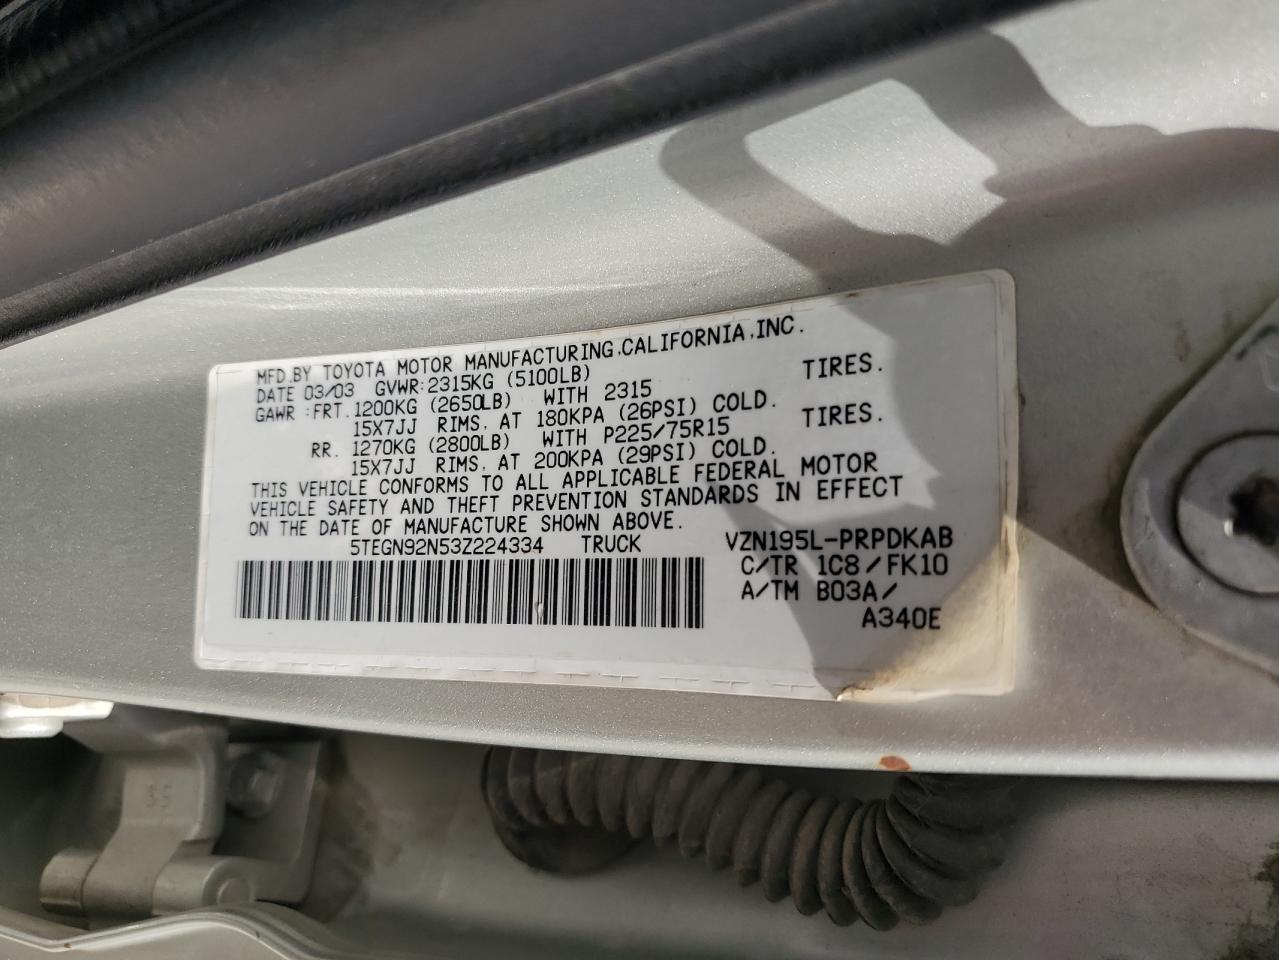 MFD.BY TOYOTA MOTOR MANUFACTURING,CALIFORNIA,INC.
DATE 03/03 GVWR:2315KG (5100LB)
GAWR :FRT.1200KG (2650LB) WITH 2315 TIRES.
15X7JJ RIMS, AT 180KPA (26PSI) COLD.
RR. 1270KG (2800LB) WITH P225/75R15 TIRES.
15X7JJ RIMS, AT 200KPA (29PSI) COLD.
THIS VEHICLE CONFORMS TO ALL APPLICABLE FEDERAL MOTOR
VEHICLE SAFETY AND THEFT PREVENTION STANDARDS IN EFFECT
ON THE DATE OF MANUFACTURE SHOWN ABOVE.
5TEGN92N53Z224334 TRUCK VZN195L-PRPDKAB
C/TR 1C8/FK10
A/TM B03A/
A340E